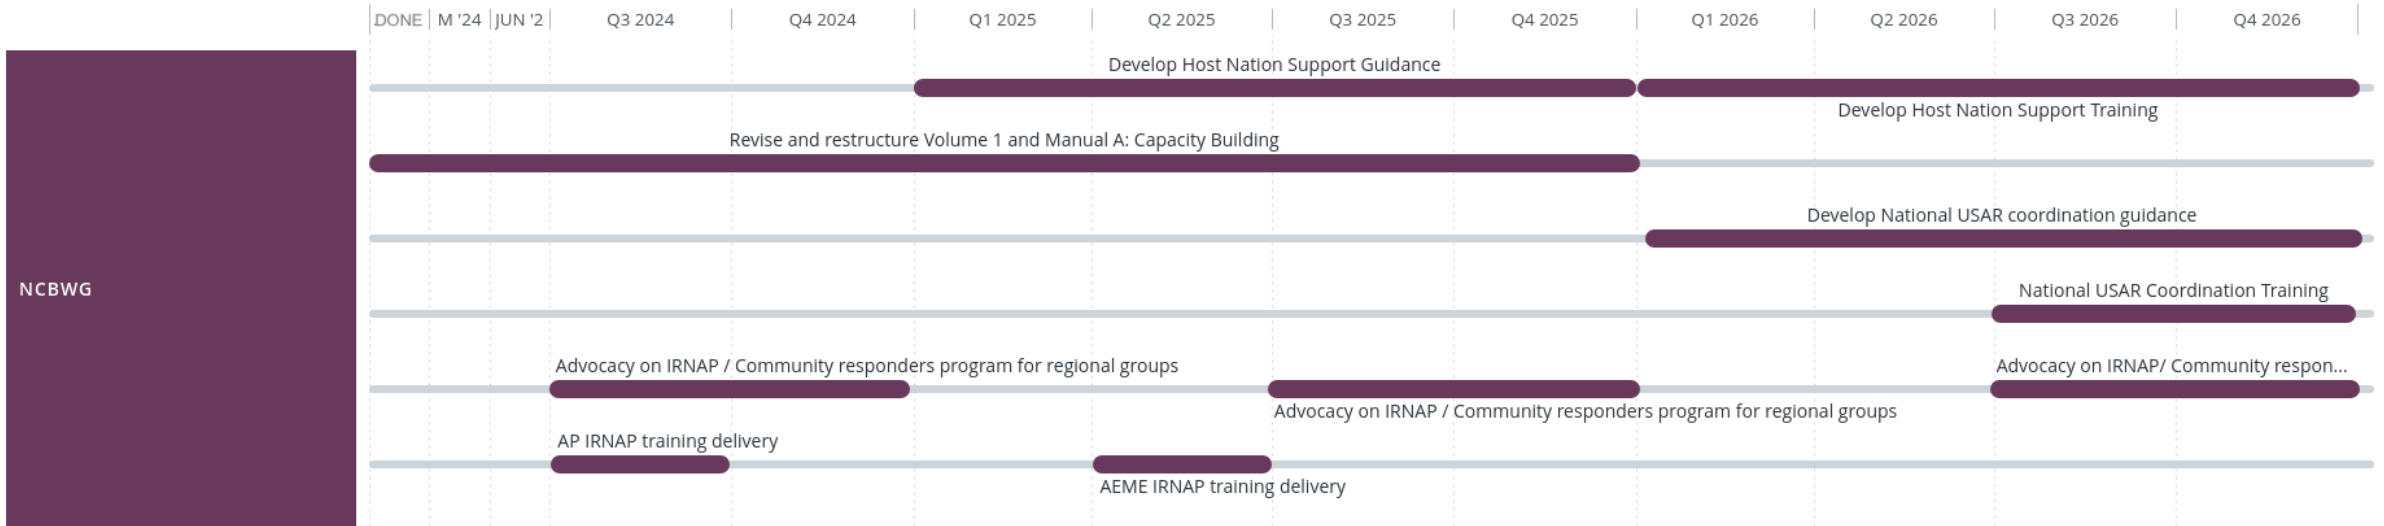 DONE M '24 JUN '2 Q3 2024 Q4 2024 Q1 2025 Q2 2025 Q3 2025 Q4 2025 Q1 2026 Q2 2026 Q3 2026 Q4 2026
Develop Host Nation Support Guidance
Develop Host Nation Support Training
Revise and restructure Volume 1 and Manual A: Capacity Building
Develop National USAR coordination guidance
NCBWG
National USAR Coordination Training
Advocacy on IRNAP / Community responders program for regional groups
Advocacy on IRNAP/ Community respon...
Advocacy on IRNAP / Community responders program for regional groups
AP IRNAP training delivery
AEME IRNAP training delivery